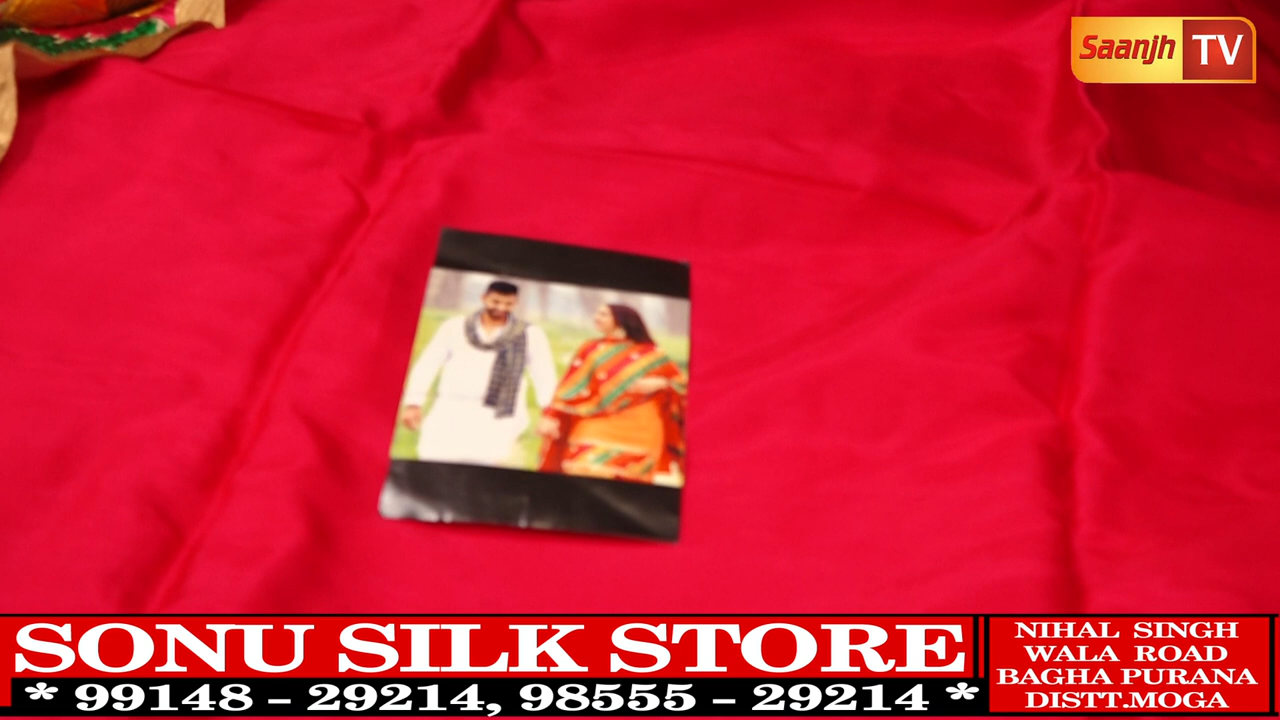 Saanjh TV
SONU SILK STORE
* 99148 - 29214, 98555 - 29214 *
NIHAL SINGH
WALA ROAD
BAGHA PURANA
DISTT.MOGA